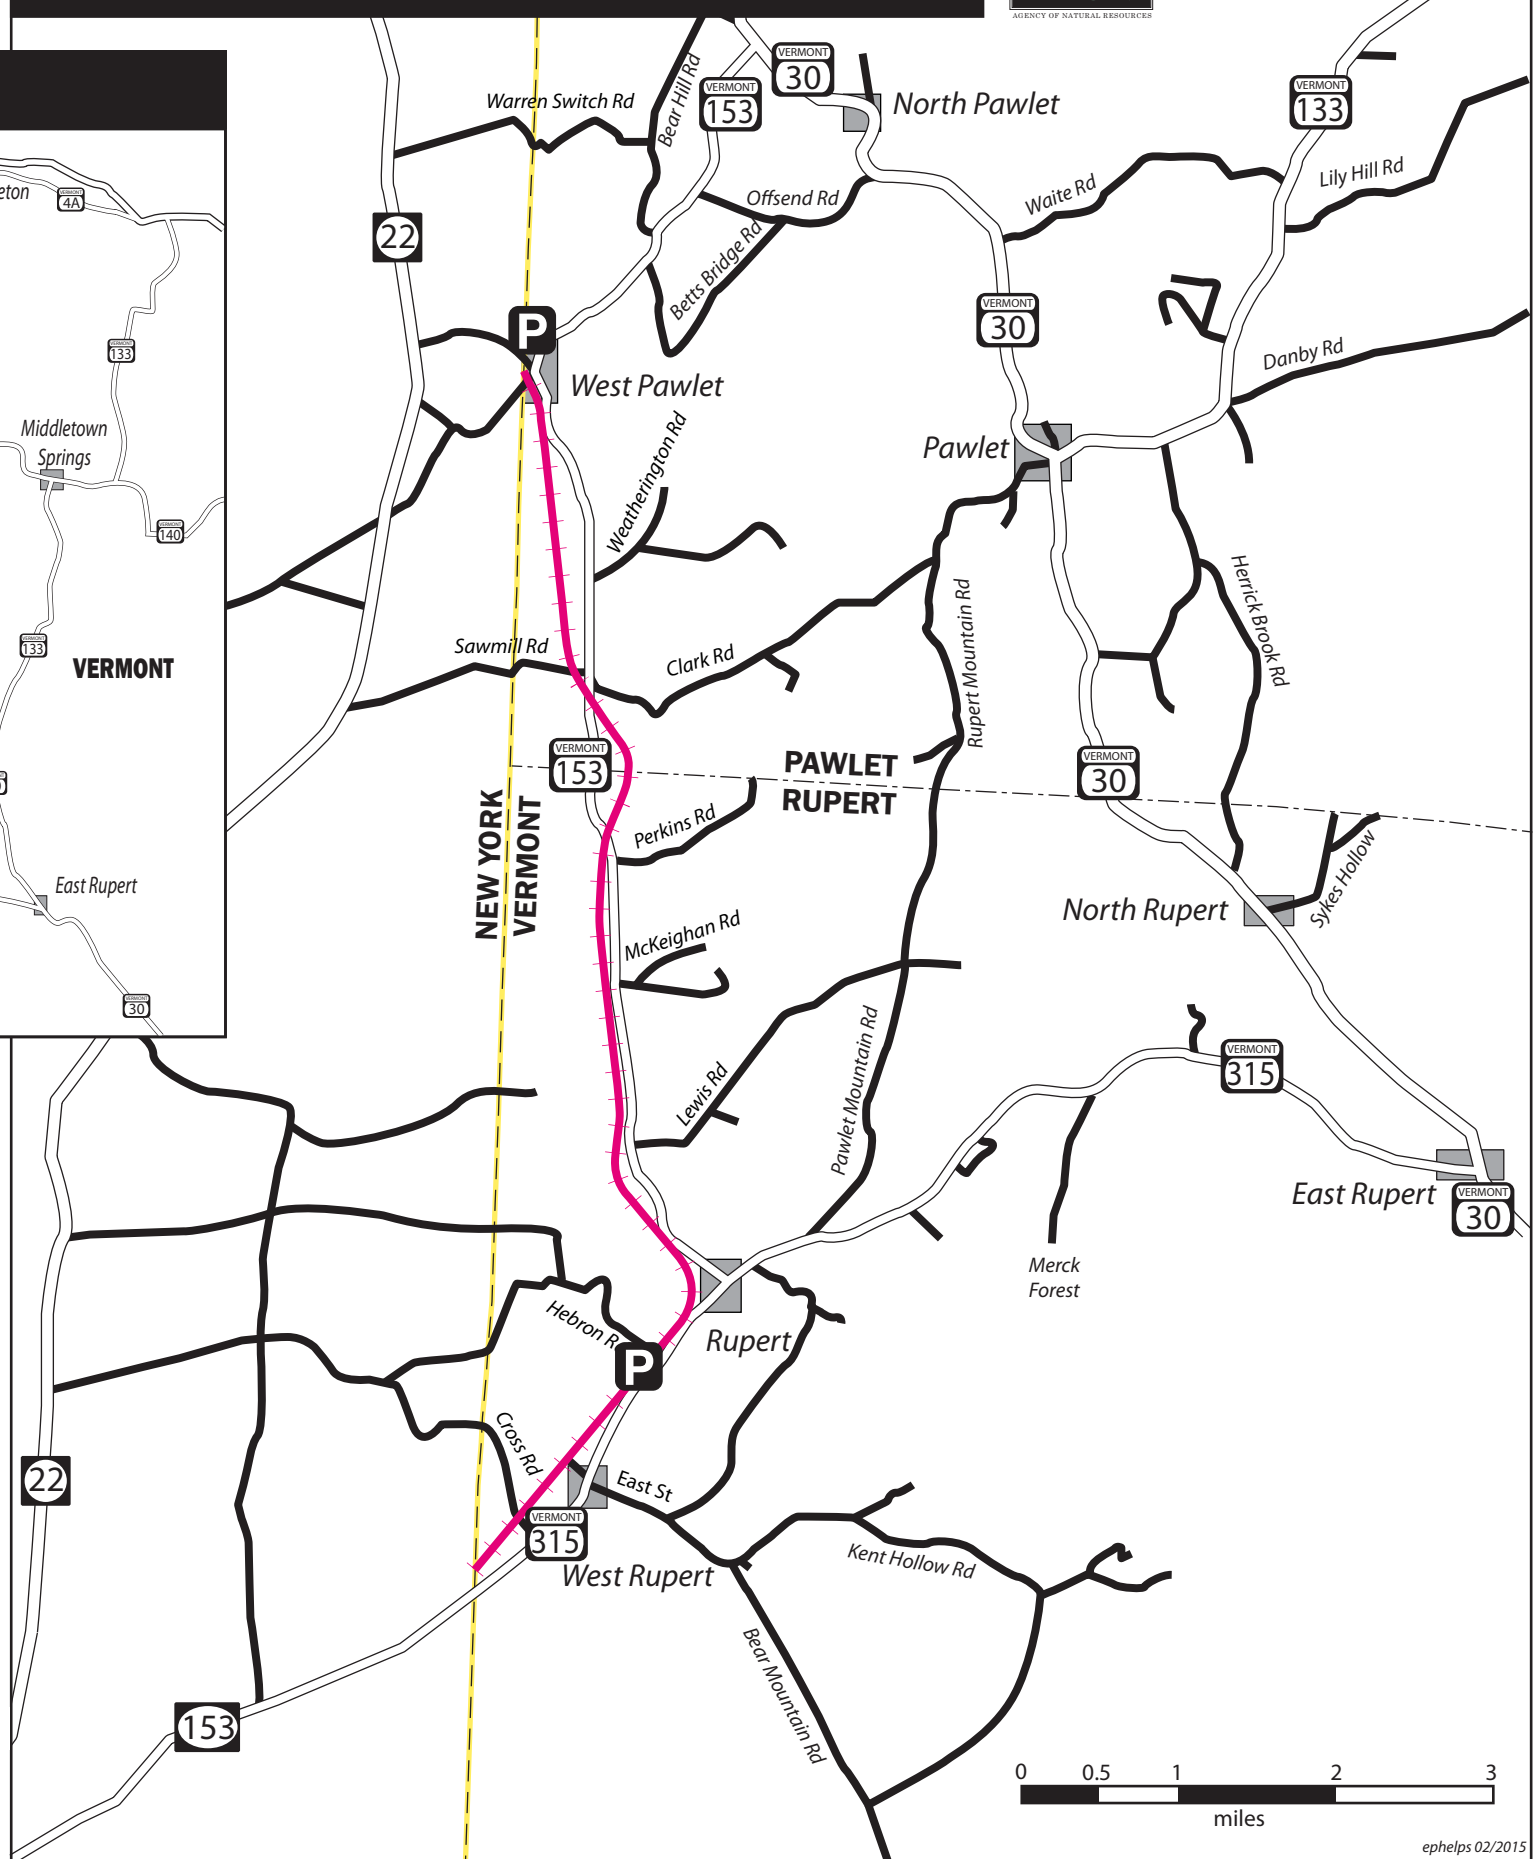 AGENCY OF NATURAL RESOURCES
VERMONT
30
VERMONT
153
VERMONT
133
North Pawlet
Warren Switch Rd
Bear Hill Rd
Lily Hill Rd
Waite Rd
Offsend Rd
Betts Bridge Rd
eton
VERMONT
4A
22
VERMONT
133
P
West Pawlet
VERMONT
30
Danby Rd
Pawlet
Middletown
Springs
VERMONT
140
Weatherington Rd
Herrick Brook Rd
Rupert Mountain Rd
VERMONT
133
VERMONT
Sawmill Rd
Clark Rd
VERMONT
153
PAWLET
RUPERT
VERMONT
30
NEW YORK
VERMONT
Perkins Rd
Sykes Hollow
North Rupert
East Rupert
McKeighan Rd
VERMONT
30
Pawlet Mountain Rd
Lewis Rd
VERMONT
315
East Rupert
VERMONT
30
Merck
Forest
Hebron R
Rupert
P
Cross Rd
22
East St
VERMONT
315
West Rupert
Kent Hollow Rd
Bear Mountain Rd
153
0 0.5 1 2 3
miles
ephelps 02/2015